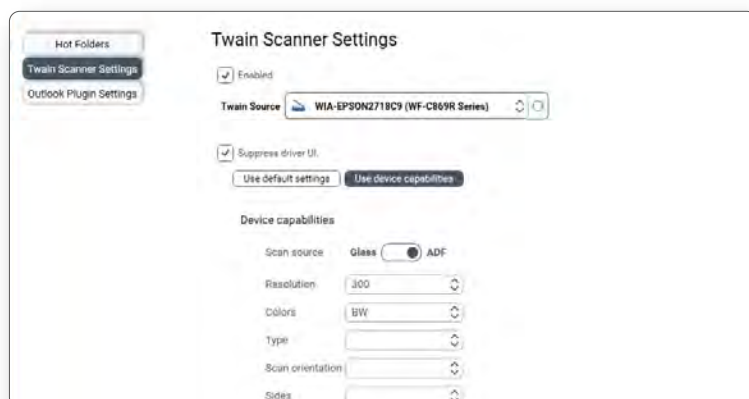 Hot Folders
Twain Scanner Settings
Outlook Plugin Settings
Twain Scanner Settings
Enabled
Twain Source WIA-EPSON2718C9 (WF-C869R Series)
Suppress driver UI.
Use default settings Use device capabilities
Device capabilities
Scan source Glass ADF
Resolution 300
Colors BW
Type
Scan orientation
Sides